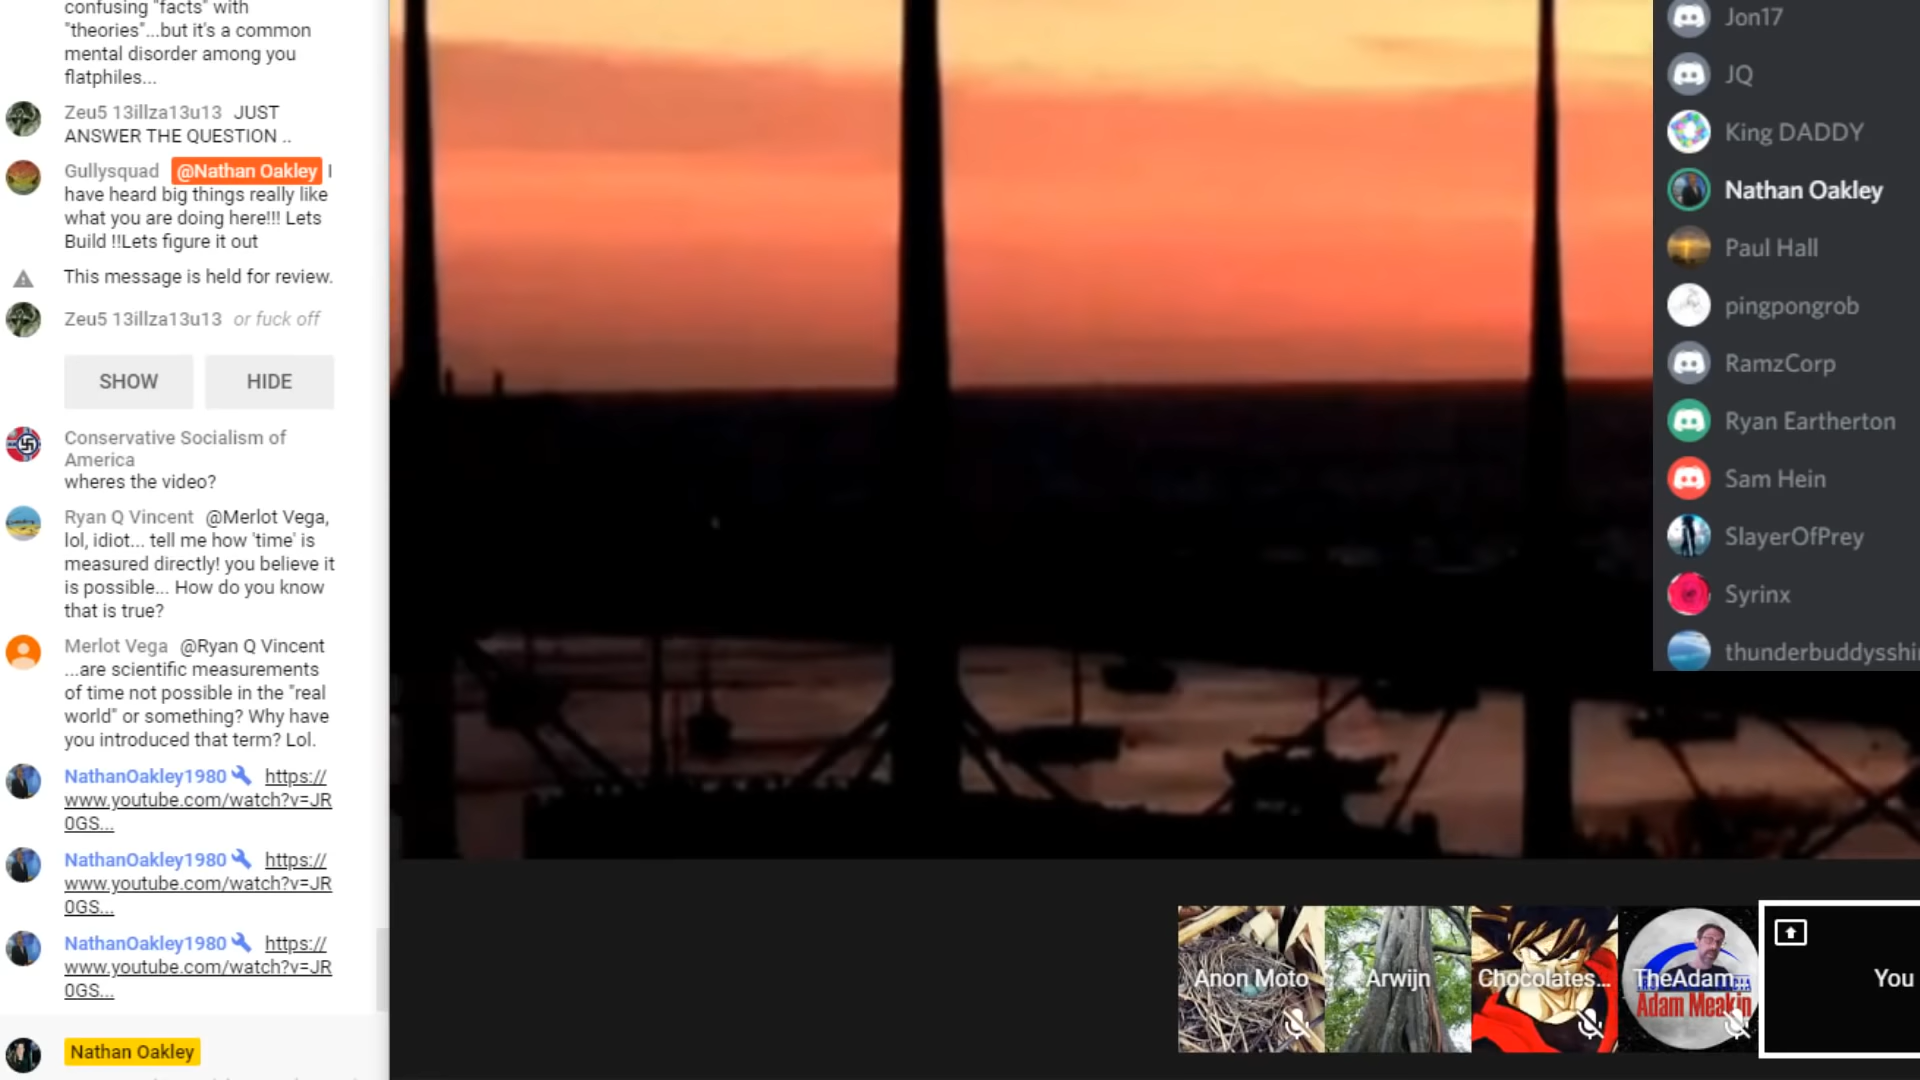 confusing "facts" with
"theories"...but it's a common
mental disorder among you
flatphiles...
Zeu5 13illza13u13 JUST
ANSWER THE QUESTION ..
Gullysquad @Nathan Oakley I
have heard big things really like
what you are doing here!!! Lets
Build !!Lets figure it out
This message is held for review.
Zeu5 13illza13u13 or fuck off
SHOW HIDE
Conservative Socialism of
America
wheres the video?
Ryan Q Vincent @Merlot Vega,
lol, idiot... tell me how 'time' is
measured directly! you believe it
is possible... How do you know
that is true?
Merlot Vega @Ryan Q Vincent
...are scientific measurements
of time not possible in the "real
world" or something? Why have
you introduced that term? Lol.
NathanOakley1980 https://
www.youtube.com/watch?v=JR
0GS...
NathanOakley1980 https://
www.youtube.com/watch?v=JR
0GS...
NathanOakley1980 https://
www.youtube.com/watch?v=JR
0GS...
Nathan Oakley
Jon17
JQ
King DADDY
Nathan Oakley
Paul Hall
pingpongrob
RamzCorp
Ryan Eartherton
Sam Hein
SlayerOfPrey
Syrinx
thunderbuddysshi
Anon Moto
Arwijn
Chocolates...
TheAdam...
Adam Meakin
You